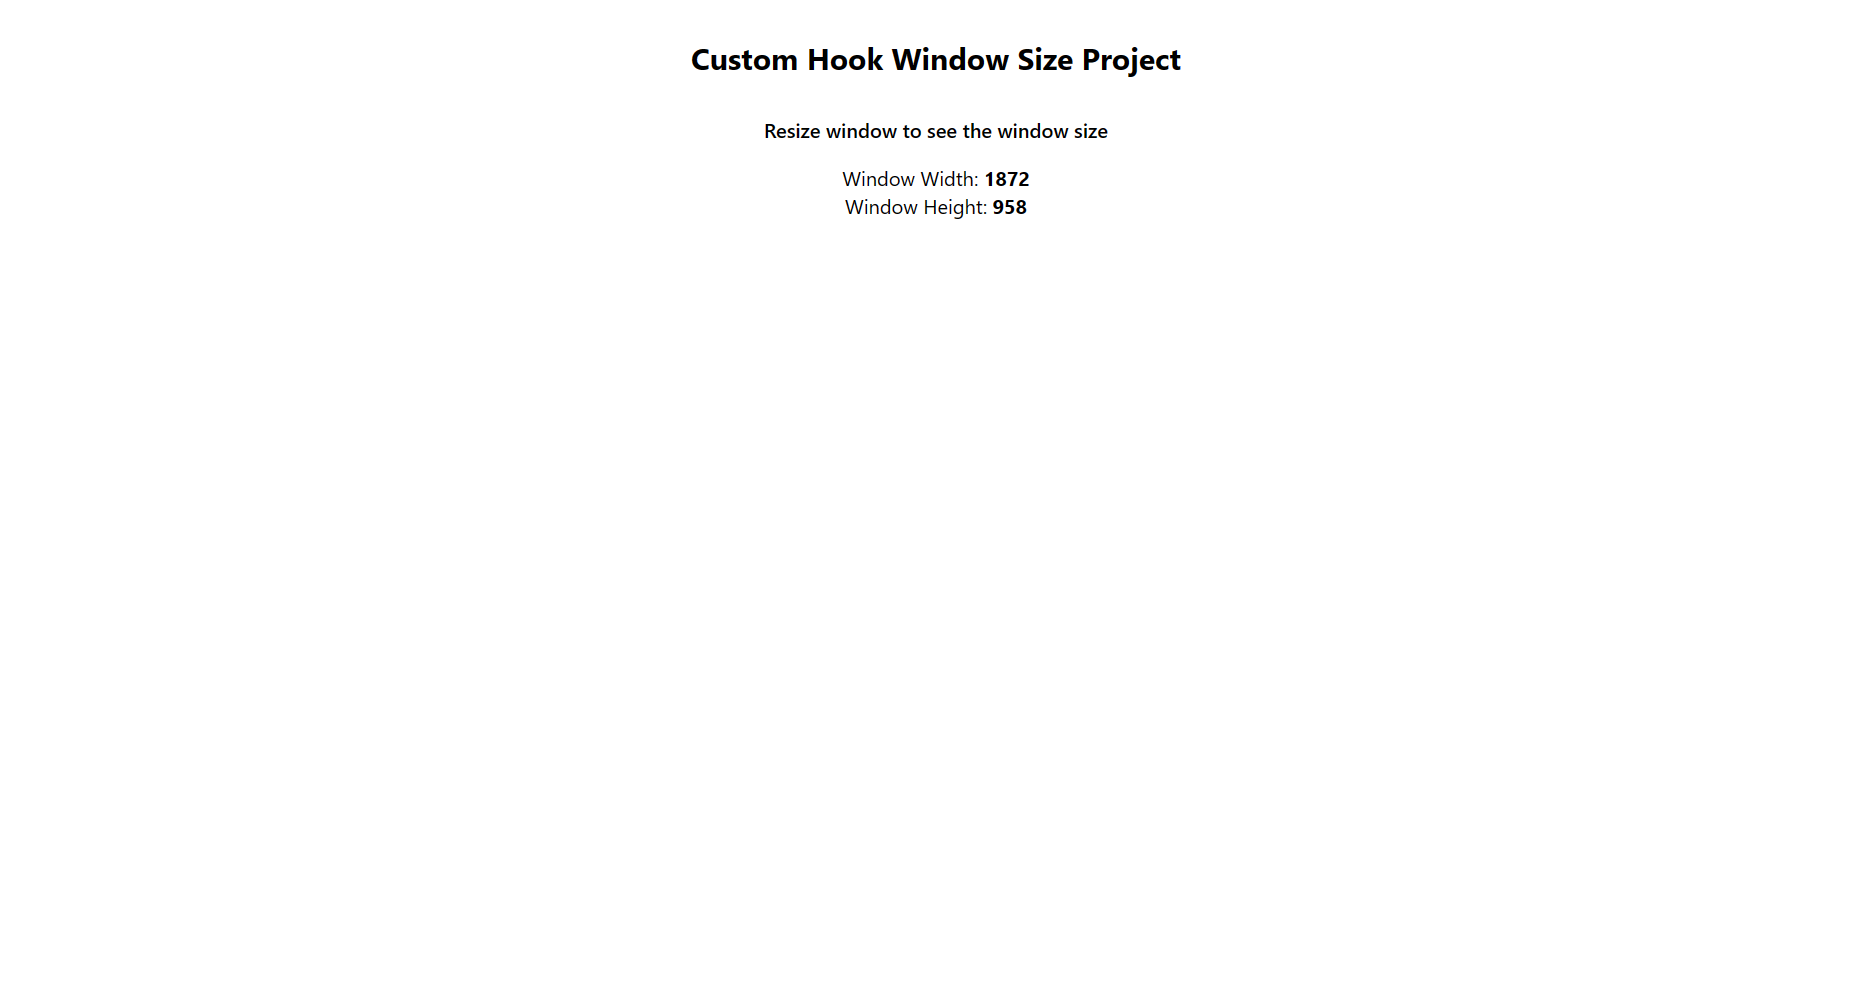 Custom Hook Window Size Project
Resize window to see the window size
Window Width: 1872
Window Height: 958